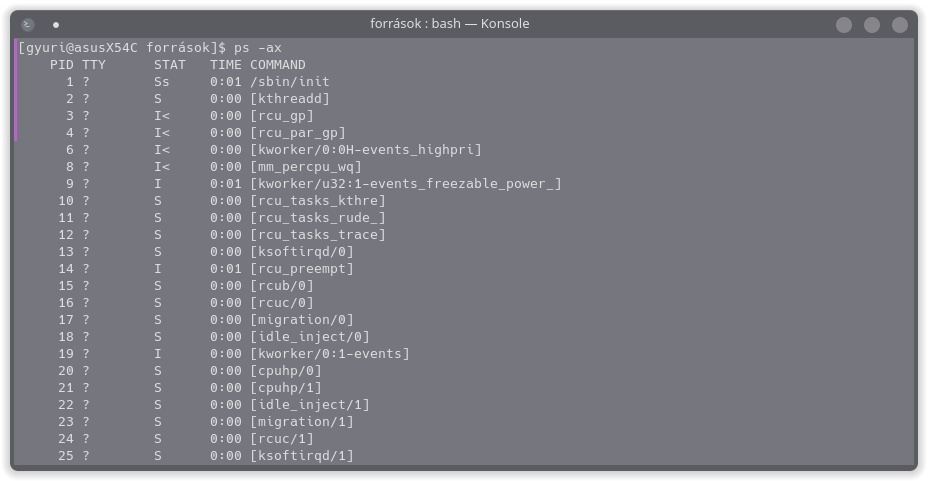 források : bash — Konsole
[gyuri@asusX54C források]$ ps -ax
    PID TTY      STAT   TIME COMMAND
      1 ?        Ss     0:01 /sbin/init
      2 ?        S      0:00 [kthreadd]
      3 ?        I<     0:00 [rcu_gp]
      4 ?        I<     0:00 [rcu_par_gp]
      6 ?        I<     0:00 [kworker/0:0H-events_highpri]
      8 ?        I<     0:00 [mm_percpu_wq]
      9 ?        I      0:01 [kworker/u32:1-events_freezable_power_]
     10 ?        S      0:00 [rcu_tasks_kthre]
     11 ?        S      0:00 [rcu_tasks_rude_]
     12 ?        S      0:00 [rcu_tasks_trace]
     13 ?        S      0:00 [ksoftirqd/0]
     14 ?        I      0:01 [rcu_preempt]
     15 ?        S      0:00 [rcub/0]
     16 ?        S      0:00 [rcuc/0]
     17 ?        S      0:00 [migration/0]
     18 ?        S      0:00 [idle_inject/0]
     19 ?        I      0:00 [kworker/0:1-events]
     20 ?        S      0:00 [cpuhp/0]
     21 ?        S      0:00 [cpuhp/1]
     22 ?        S      0:00 [idle_inject/1]
     23 ?        S      0:00 [migration/1]
     24 ?        S      0:00 [rcuc/1]
     25 ?        S      0:00 [ksoftirqd/1]